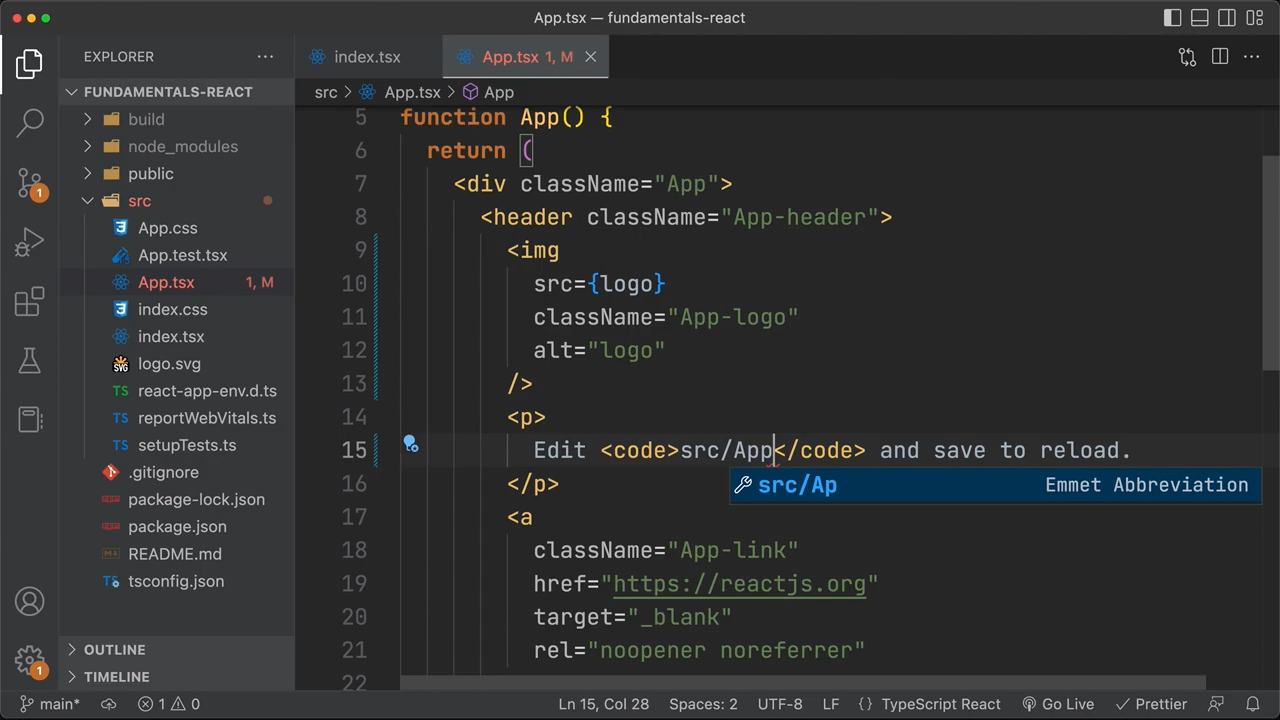 App.tsx — fundamentals-react
EXPLORER
index.tsx
App.tsx 1, M
FUNDAMENTALS-REACT
src
App.tsx
App
build
node_modules
public
src
App.css
App.test.tsx
App.tsx 1, M
index.css
index.tsx
SVG
logo.svg
TS react-app-env.d.ts
TS reportWebVitals.ts
TS setupTests.ts
.gitignore
package-lock.json
package.json
README.md
TS tsconfig.json
OUTLINE
TIMELINE
1
1
5 function App() {
6 return (
7 <div className="App">
8 <header className="App-header">
9 <img
10 src={logo}
11 className="App-logo"
12 alt="logo"
13 />
14 <p>
15 Edit <code>src/App</code> and save to reload.
src/Ap Emmet Abbreviation
16 </p>
17 <a
18 className="App-link"
19 href="https://reactjs.org"
20 target="_blank"
21 rel="noopener noreferrer"
22
main* 1 0 Ln 15, Col 28 Spaces: 2 UTF-8 LF {} TypeScript React Go Live Prettier